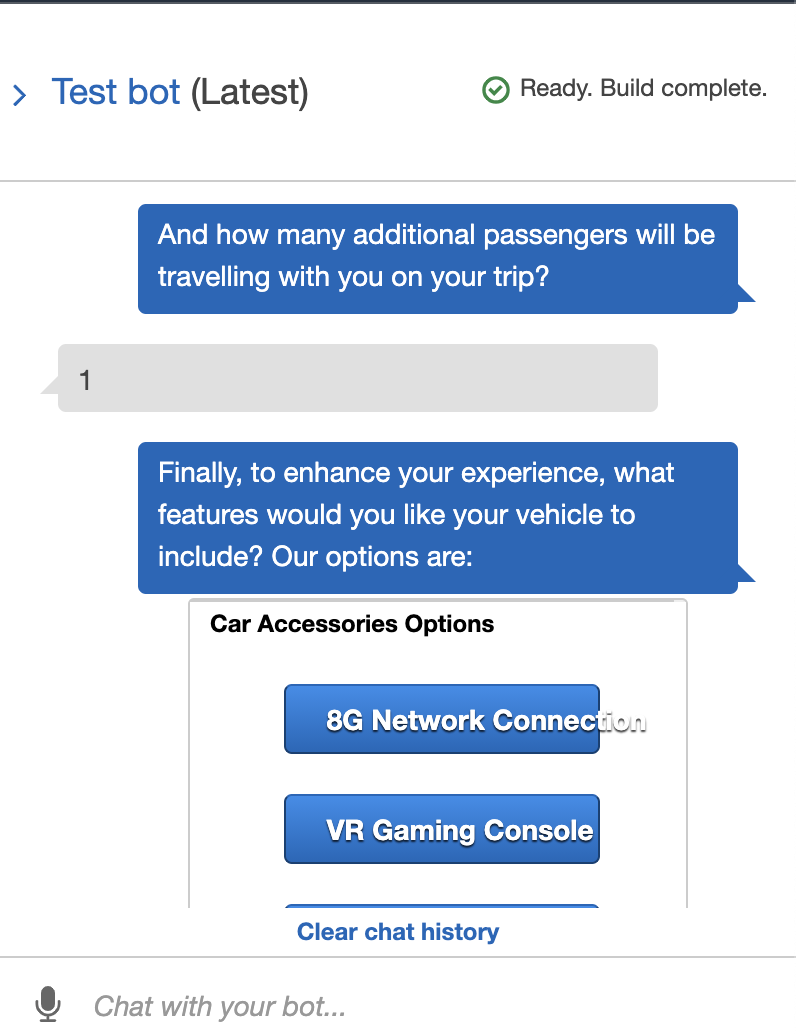 Test bot (Latest)
Ready. Build complete.
And how many additional passengers will be
travelling with you on your trip?
1
Finally, to enhance your experience, what
features would you like your vehicle to
include? Our options are:
Car Accessories Options
8G Network Connection
VR Gaming Console
Clear chat history
Chat with your bot...